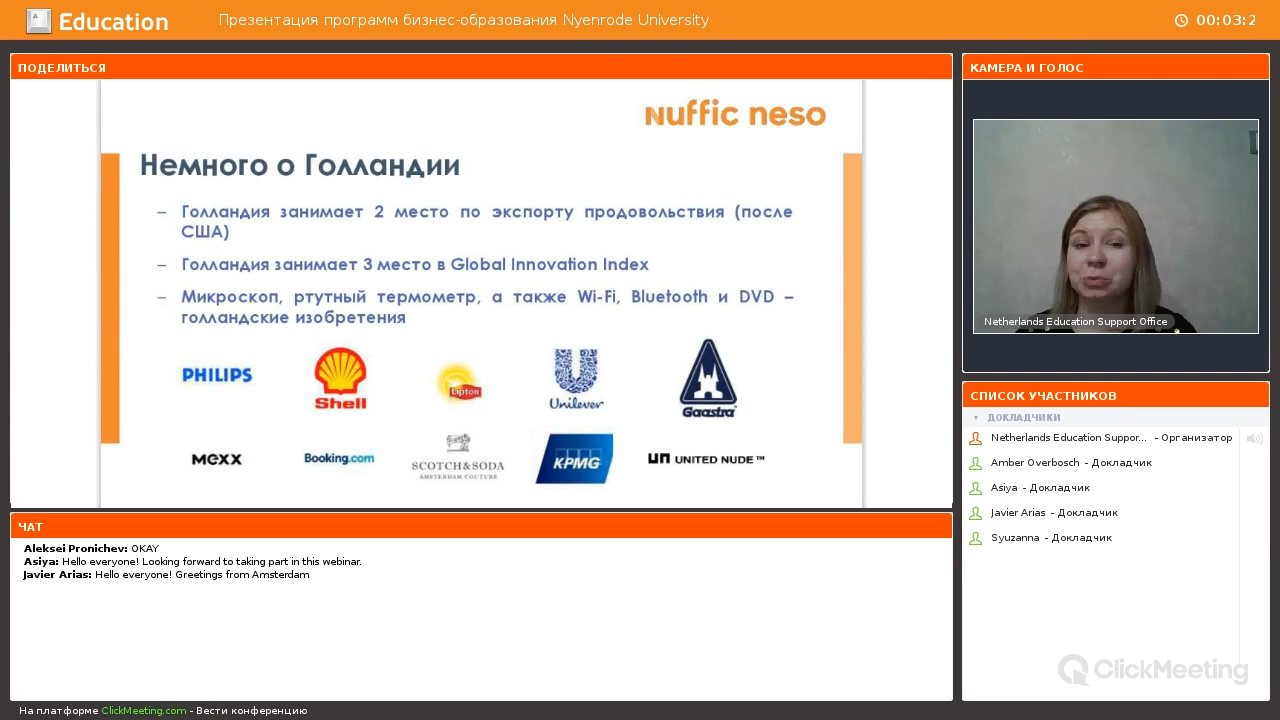 A
Education
Презентация программ бизнес-образования Nyenrode University
00:03:2
ПОДЕЛИТЬСЯ
nuffic neso
Немного о Голландии
– Голландия занимает 2 место по экспорту продовольствия (после
США)
– Голландия занимает 3 место в Global Innovation Index
– Микроскоп, ртутный термометр, а также Wi-Fi, Bluetooth и DVD –
голландские изобретения
PHILIPS
Shell
Lipton
Unilever
Gaastra
MEXX
Booking.com
SCOTCH & SODA
AMSTERDAM COUTURE
KPMG
un UNITED NUDE™
ЧАТ
Aleksei Pronichev: OKAY
Asiya: Hello everyone! Looking forward to taking part in this webinar.
Javier Arias: Hello everyone! Greetings from Amsterdam
КАМЕРА И ГОЛОС
Netherlands Education Support Office
СПИСОК УЧАСТНИКОВ
ДОКЛАДЧИКИ
Netherlands Education Suppor... - Организатор
Amber Overbosch - Докладчик
Asiya - Докладчик
Javier Arias - Докладчик
Syuzanna - Докладчик
ClickMeeting
На платформе ClickMeeting.com - Вести конференцию